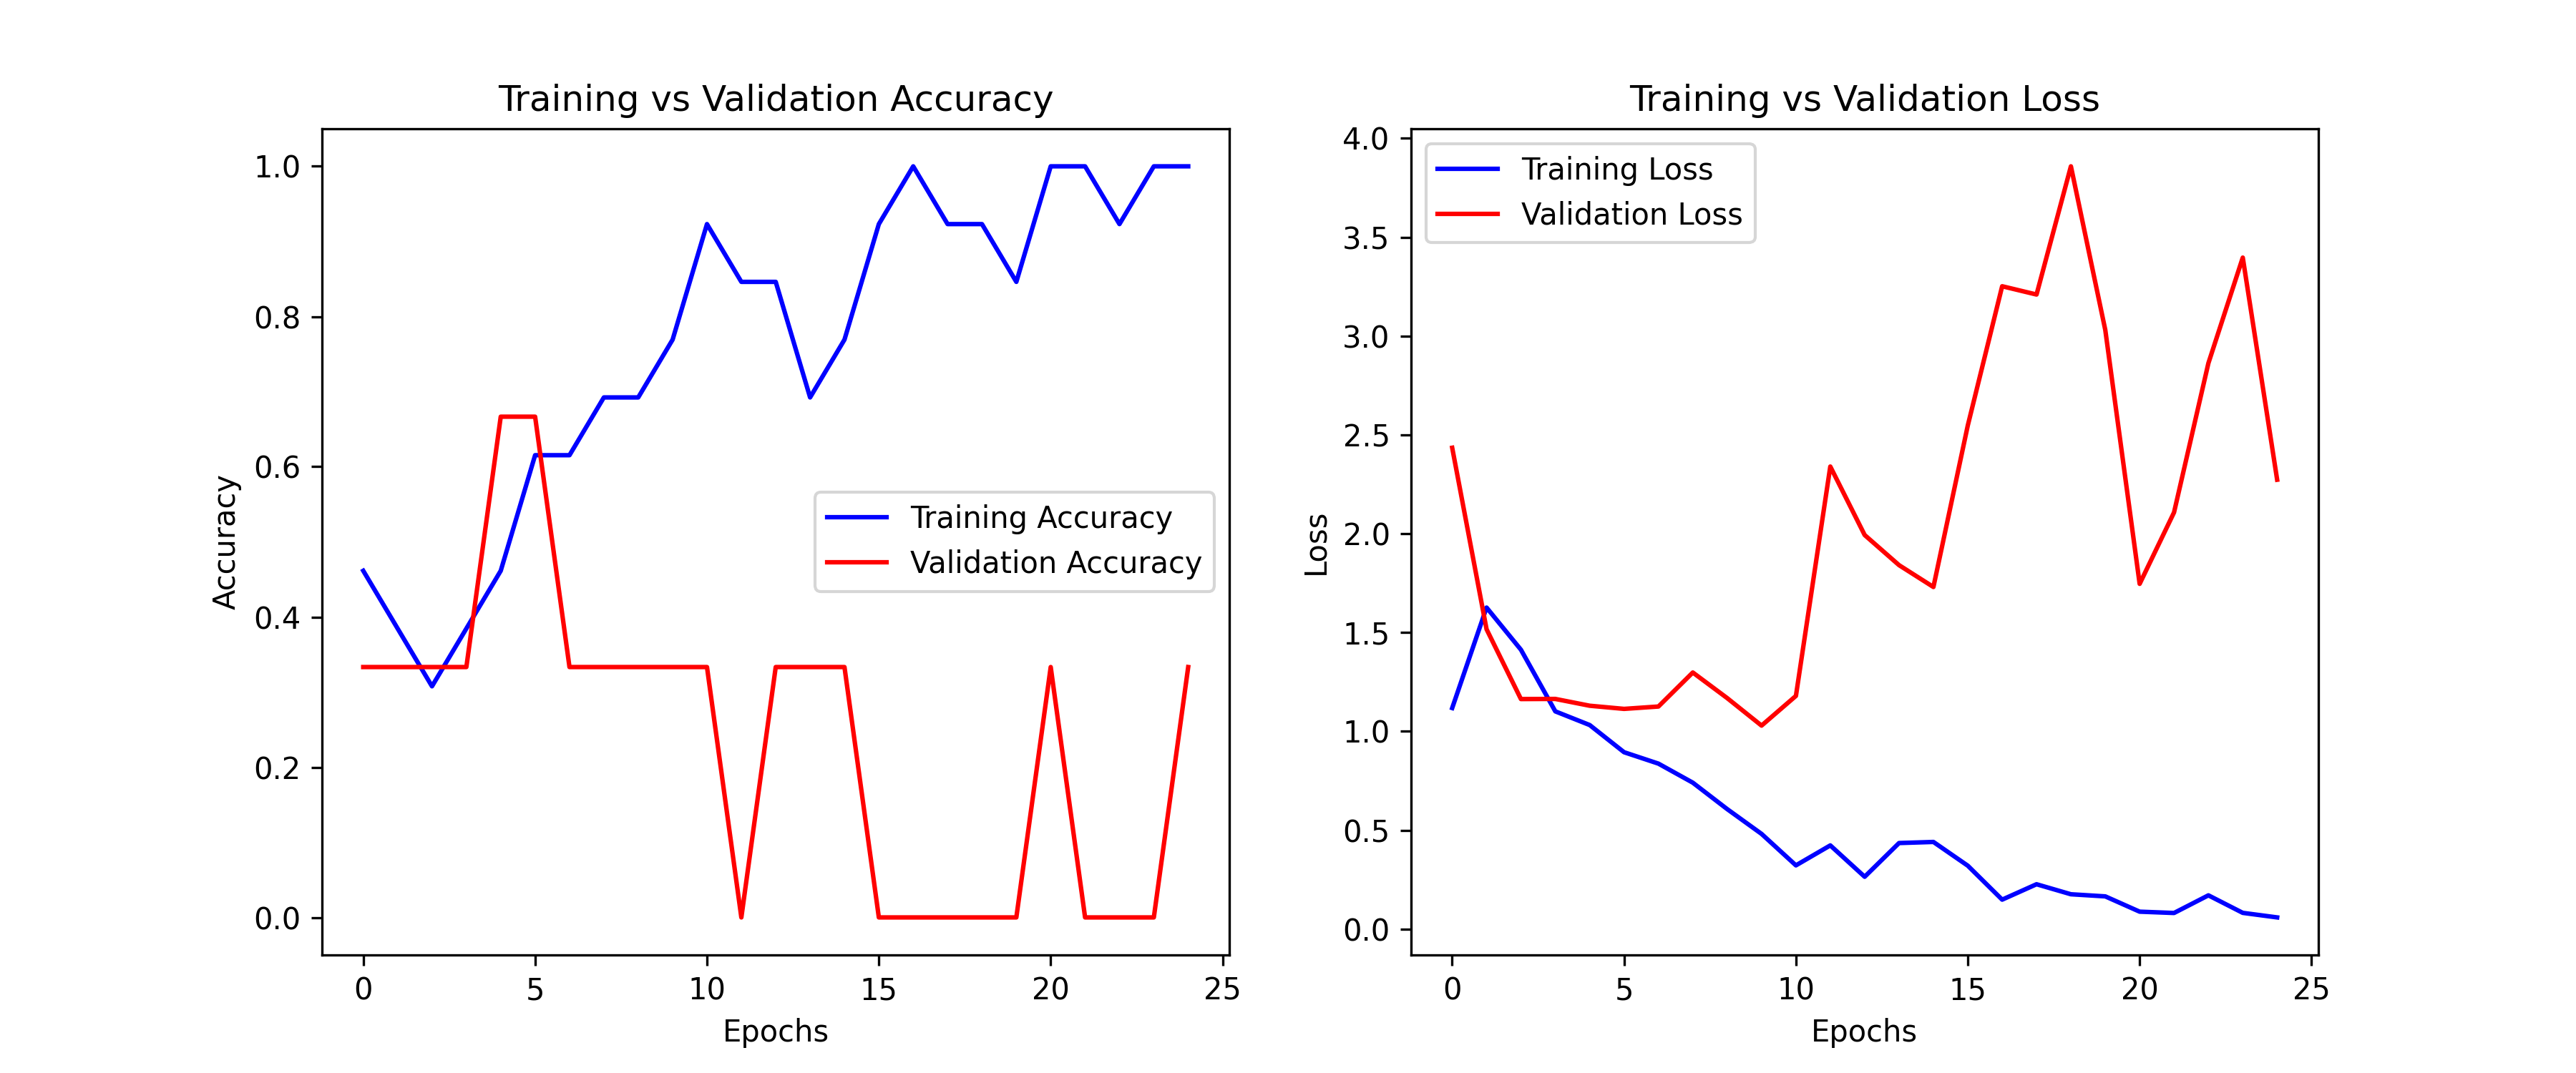 Training vs Validation Accuracy
1.0
0.8
0.6
0.4
0.2
0.0
Accuracy
Training Accuracy
Validation Accuracy
0 5 10 15 20 25
Epochs
Training vs Validation Loss
4.0
3.5
3.0
2.5
2.0
1.5
1.0
0.5
0.0
Loss
Training Loss
Validation Loss
0 5 10 15 20 25
Epochs